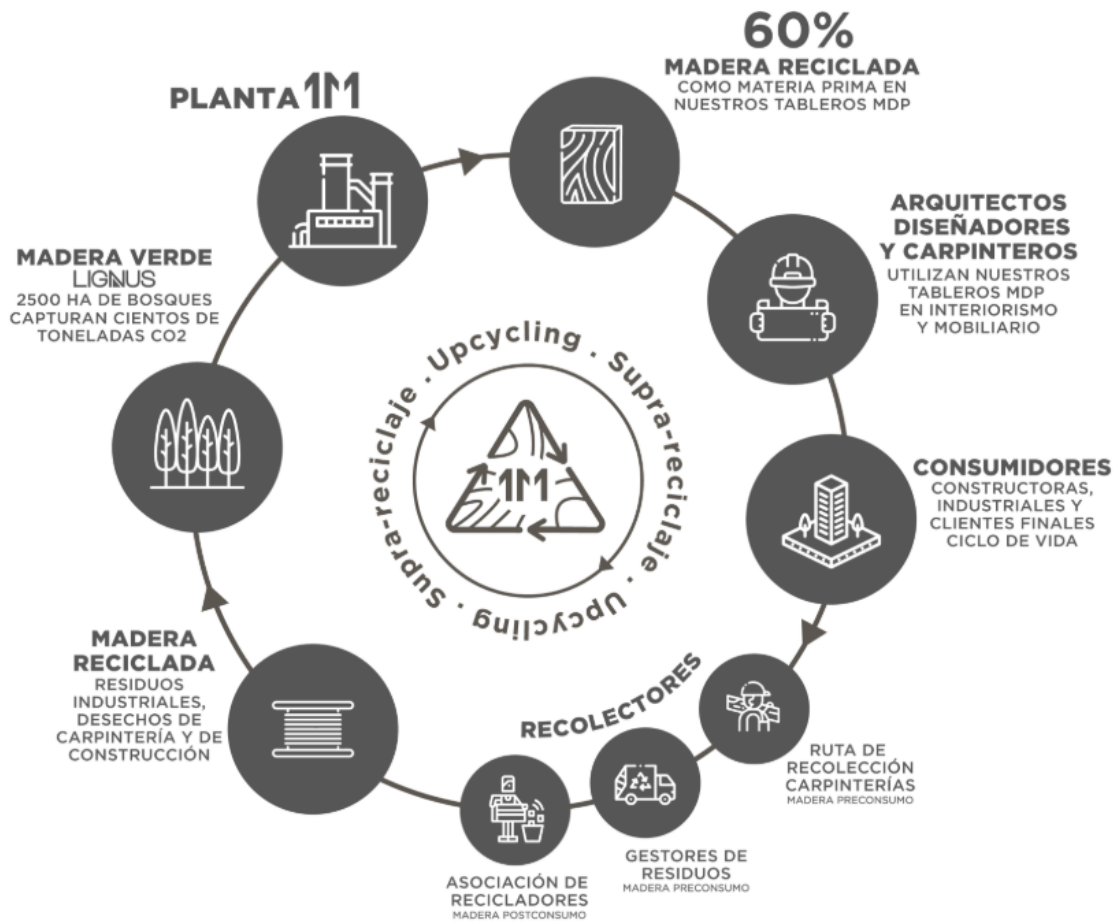 60%
MADERA RECICLADA
COMO MATERIA PRIMA EN
NUESTROS TABLEROS MDP
PLANTA 1M
ARQUITECTOS
DISEÑADORES
Y CARPINTEROS
UTILIZAN NUESTROS
TABLEROS MDP
EN INTERIORISMO
Y MOBILIARIO
MADERA VERDE
LIGNUS
2500 HA DE BOSQUES
CAPTURAN CIENTOS DE
TONELADAS CO2
Upcycling . Supra-reciclaje . Upcycling . Supra-reciclaje .
1M
CONSUMIDORES
CONSTRUCTORAS,
INDUSTRIALES Y
CLIENTES FINALES
CICLO DE VIDA
MADERA
RECICLADA
RESIDUOS
INDUSTRIALES,
DESECHOS DE
CARPINTERÍA Y DE
CONSTRUCCIÓN
RECOLECTORES
RUTA DE
RECOLECCIÓN
CARPINTERÍAS
MADERA PRECONSUMO
GESTORES DE
RESIDUOS
MADERA PRECONSUMO
ASOCIACIÓN DE
RECICLADORES
MADERA POSTCONSUMO